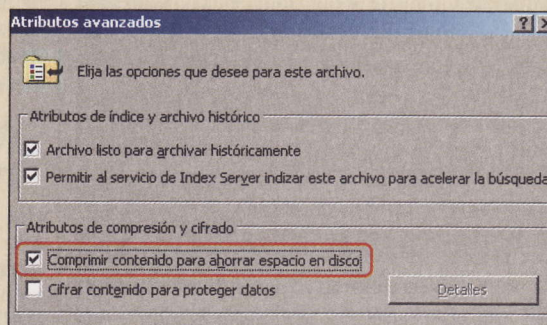 Atributos avanzados
Elija las opciones que desee para este archivo.
Atributos de índice y archivo histórico
Archivo listo para archivar históricamente
Permitir al servicio de Index Server indizar este archivo para acelerar la búsqueda
Atributos de compresión y cifrado
Comprimir contenido para ahorrar espacio en disco
Cifrar contenido para proteger datos
Detalles